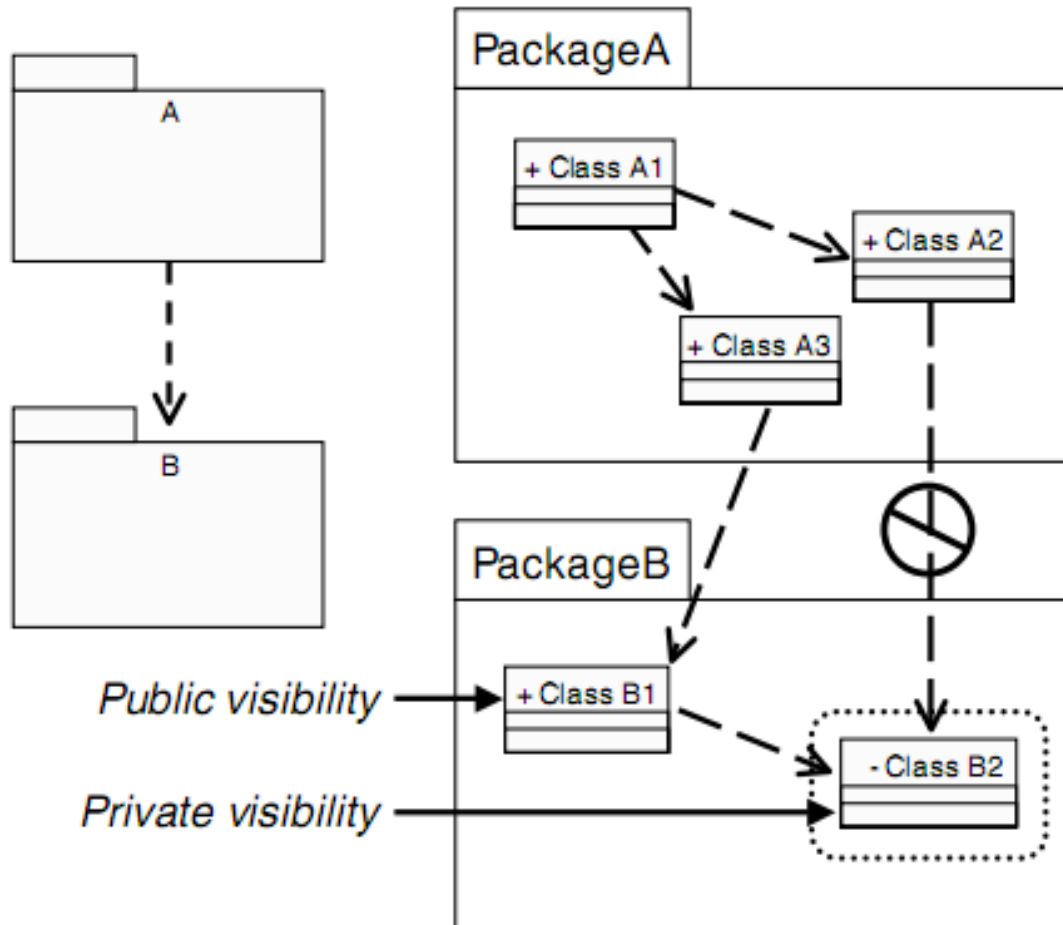 A
B
PackageA
+ Class A1
+ Class A2
+ Class A3
PackageB
Public visibility
+ Class B1
- Class B2
Private visibility